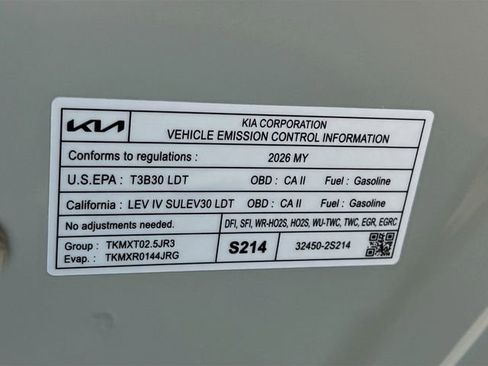 KIA
KIA CORPORATION
VEHICLE EMISSION CONTROL INFORMATION
Conforms to regulations : 2026 MY
U.S.EPA : T3B30 LDT OBD : CA II Fuel : Gasoline
California : LEV IV SULEV30 LDT OBD : CA II Fuel : Gasoline
No adjustments needed. DFI, SFI, WR-HO2S, HO2S, WU-TWC, TWC, EGR, EGRC
Group : TKMXT02.5JR3
Evap. : TKMXR0144JRG
S214
32450-2S214